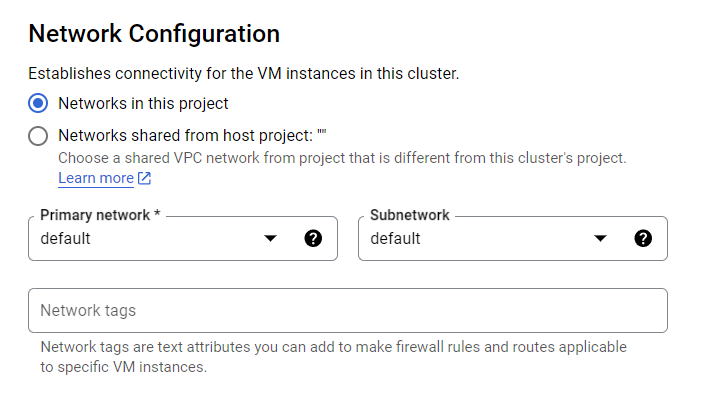 Network Configuration
Establishes connectivity for the VM instances in this cluster.
Networks in this project
Networks shared from host project: ""
Choose a shared VPC network from project that is different from this cluster's project.
Learn more
Primary network *
default
Subnetwork
default
Network tags
Network tags are text attributes you can add to make firewall rules and routes applicable
to specific VM instances.